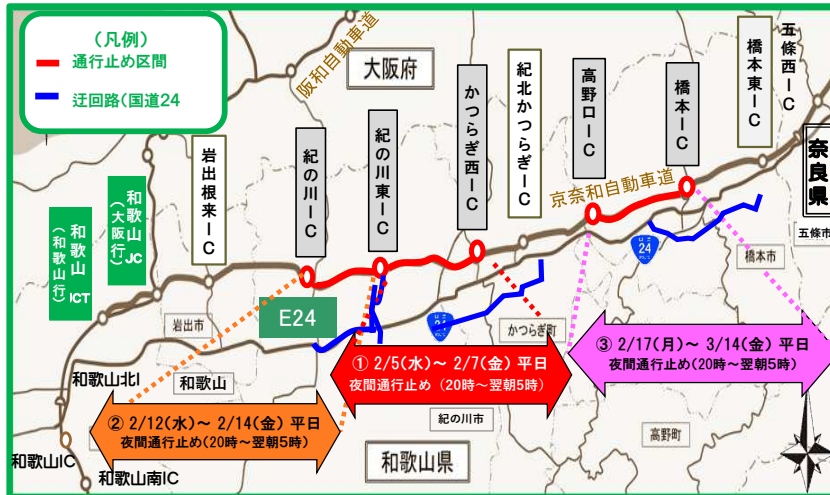 (凡例)
通行止め区間
迂回路(国道24
大阪府
阪和自動車道
岩出根来IC
紀の川IC
紀の川東IC
かつらぎ西IC
紀北かつらぎIC
高野口IC
橋本IC
橋本東IC
五條西IC
奈良県
五條市
京奈和自動車道
和歌山JC
(大阪行)
和歌山ICT
(和歌山行)
24
橋本市
E24
岩出市
24
かつらぎ町
① 2/5(水)~ 2/7(金) 平日
夜間通行止め (20時~翌朝5時)
③ 2/17(月)~ 3/14(金) 平日
夜間通行止め(20時~翌朝5時)
和歌山北I
和歌山
② 2/12(水)~ 2/14(金) 平日
夜間通行止め(20時~翌朝5時)
紀の川市
高野町
和歌山県
和歌山IC
和歌山南IC